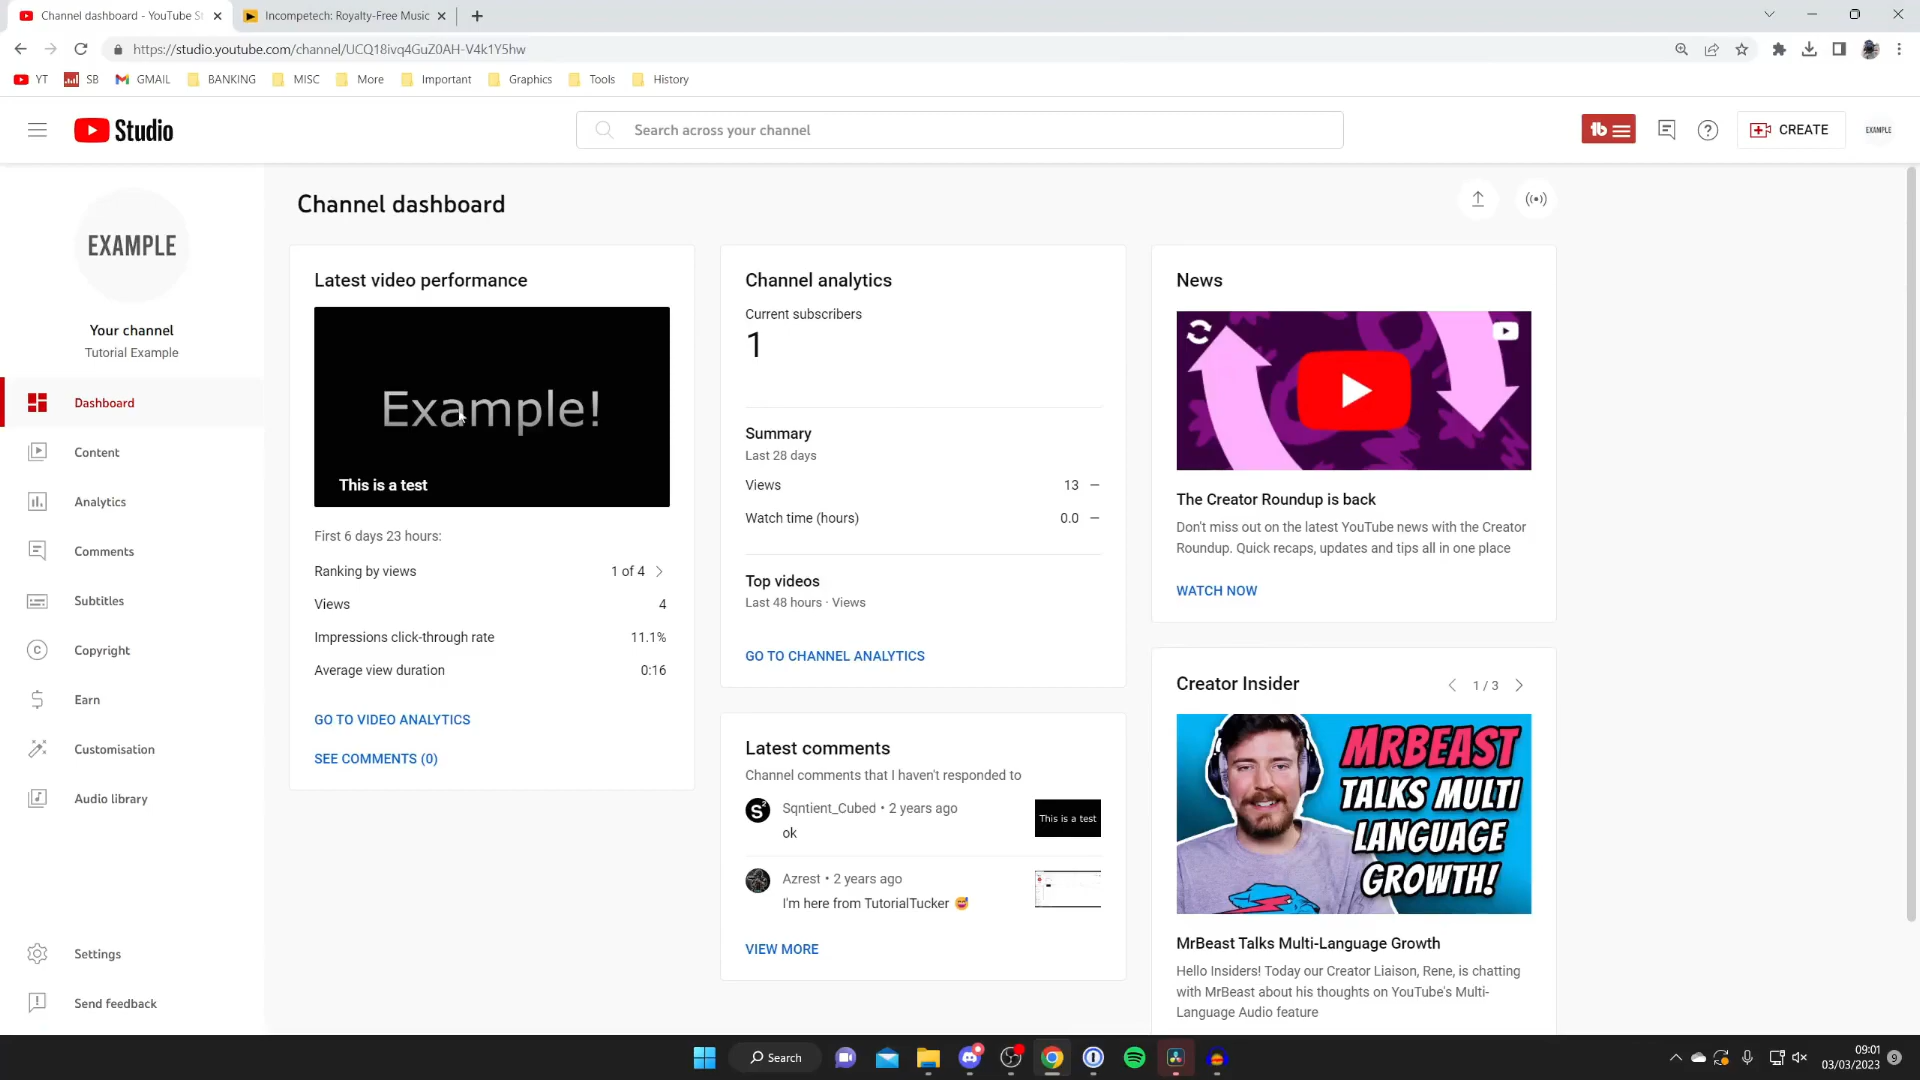 Channel dashboard - YouTube St
Incompetech: Royalty-Free Music
https://studio.youtube.com/channel/UCQ18ivq4GuZ0AH-V4k1Y5hw
YT
SB
GMAIL
BANKING
MISC
More
Important
Graphics
Tools
History
Studio
Search across your channel
tb
CREATE
EXAMPLE
EXAMPLE
Your channel
Tutorial Example
Dashboard
Content
Analytics
Comments
Subtitles
Copyright
Earn
Customisation
Audio library
Settings
Send feedback
Channel dashboard
Latest video performance
Example!
This is a test
First 6 days 23 hours:
Ranking by views 1 of 4
Views 4
Impressions click-through rate 11.1%
Average view duration 0:16
GO TO VIDEO ANALYTICS
SEE COMMENTS (0)
Channel analytics
Current subscribers
1
Summary
Last 28 days
Views 13 —
Watch time (hours) 0.0 —
Top videos
Last 48 hours · Views
GO TO CHANNEL ANALYTICS
Latest comments
Channel comments that I haven't responded to
Sqntient_Cubed • 2 years ago
ok
This is a test
Azrest • 2 years ago
I'm here from TutorialTucker 😅
VIEW MORE
News
The Creator Roundup is back
Don't miss out on the latest YouTube news with the Creator
Roundup. Quick recaps, updates and tips all in one place
WATCH NOW
Creator Insider
1 / 3
MRBEAST
TALKS MULTI
LANGUAGE
GROWTH!
MrBeast Talks Multi-Language Growth
Hello Insiders! Today our Creator Liaison, Rene, is chatting
with MrBeast about his thoughts on YouTube's Multi-
Language Audio feature
Search
09:01
03/03/2023
9